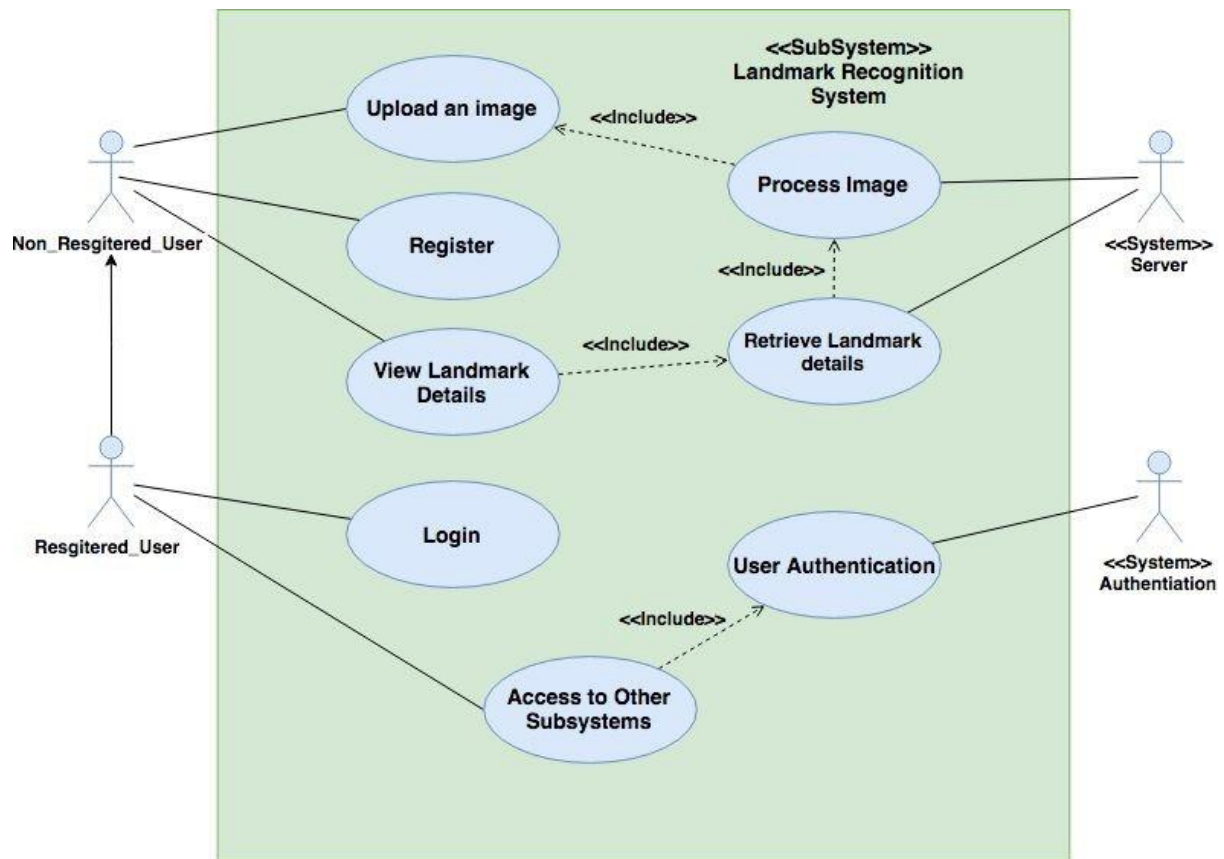 <<SubSystem>>
Landmark Recognition
System
Upload an image
<<Include>>
Process Image
Non_Resgitered_User
Register
<<System>>
Server
<<Include>>
View Landmark
Details
<<Include>>
Retrieve Landmark
details
Resgitered_User
Login
User Authentication
<<System>>
Authentiation
<<Include>>
Access to Other
Subsystems